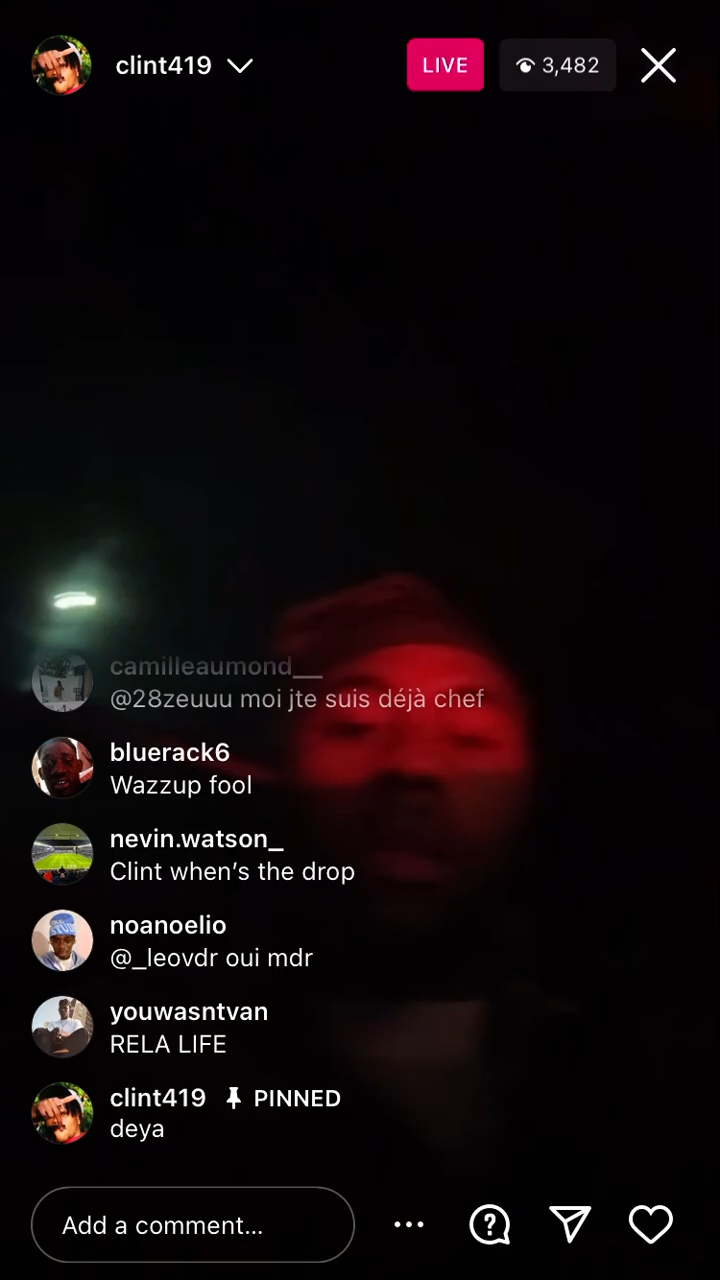 clint419
LIVE
3,482
camilleaumond__
@28zeuuu moi jte suis déjà chef
bluerack6
Wazzup fool
nevin.watson_
Clint when’s the drop
noanoelio
@_leovdr oui mdr
youwasntvan
RELA LIFE
clint419 PINNED
deya
Add a comment...